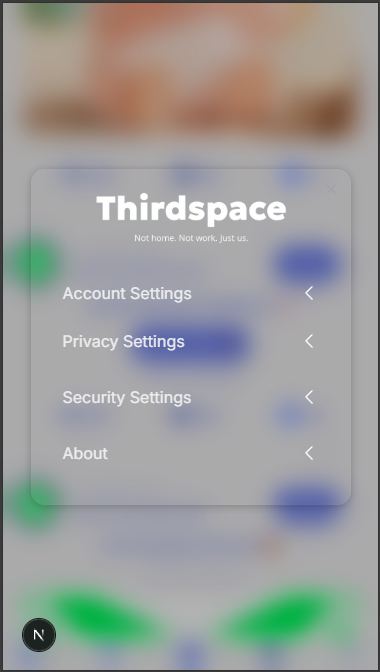 Thirdspace
Not home. Not work. Just us.
Account Settings
Privacy Settings
Security Settings
About
N